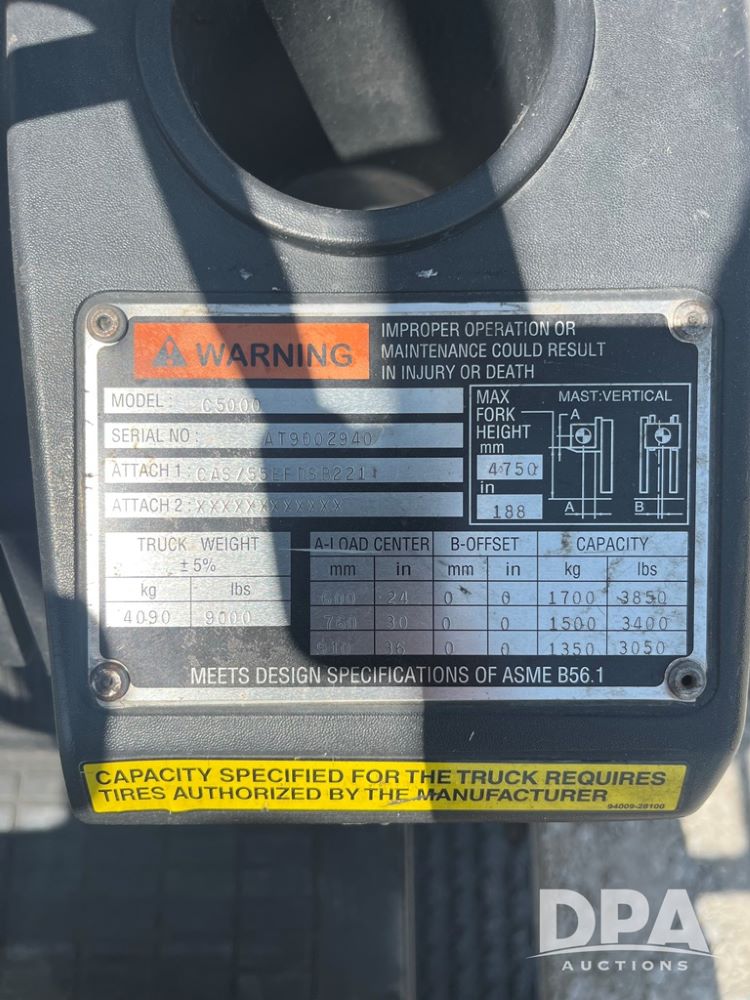 WARNING
IMPROPER OPERATION OR
MAINTENANCE COULD RESULT
IN INJURY OR DEATH
MODEL: C5000
SERIAL NO: AT9002940
ATTACH 1:
ATTACH 2: XXXXXXXXXXXXX
MAX
FORK
HEIGHT
mm
4750
in
188
MAST:VERTICAL
A
A
B
TRUCK WEIGHT
±5%
kg lbs
4090 9000
A-LOAD CENTER B-OFFSET CAPACITY
mm in mm in kg lbs
600 24 0 0 1700 3850
760 30 0 0 1500 3400
910 36 0 0 1350 3050
MEETS DESIGN SPECIFICATIONS OF ASME B56.1
CAPACITY SPECIFIED FOR THE TRUCK REQUIRES
TIRES AUTHORIZED BY THE MANUFACTURER
94009-28100
DPA
AUCTIONS